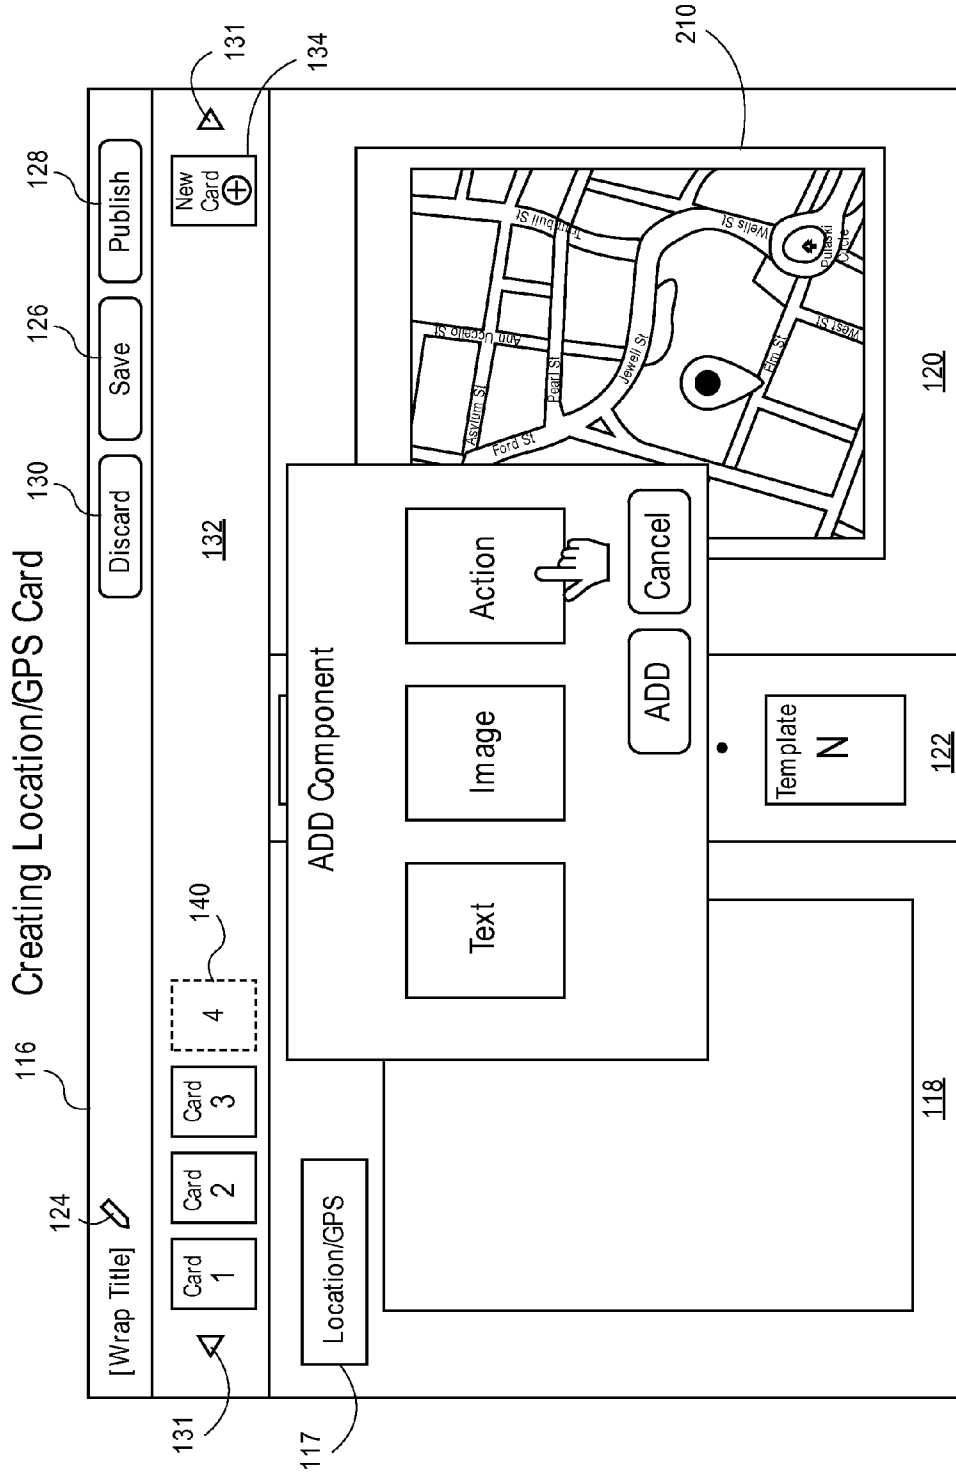 Creating Location/GPS Card
116
124
130
126
128
131
[Wrap Title]
Discard
Save
Publish
134
131
Card
1
Card
2
Card
3
4
140
132
New
Card
117
Location/GPS
210
ADD Component
Text
Image
Action
ADD
Cancel
Template
N
Asylum St
Ann Uccello St
Trumbull St
Pearl St
Ford St
Jewell St
Wells St
Elm St
West St
Pulaski
Circle
118
122
120